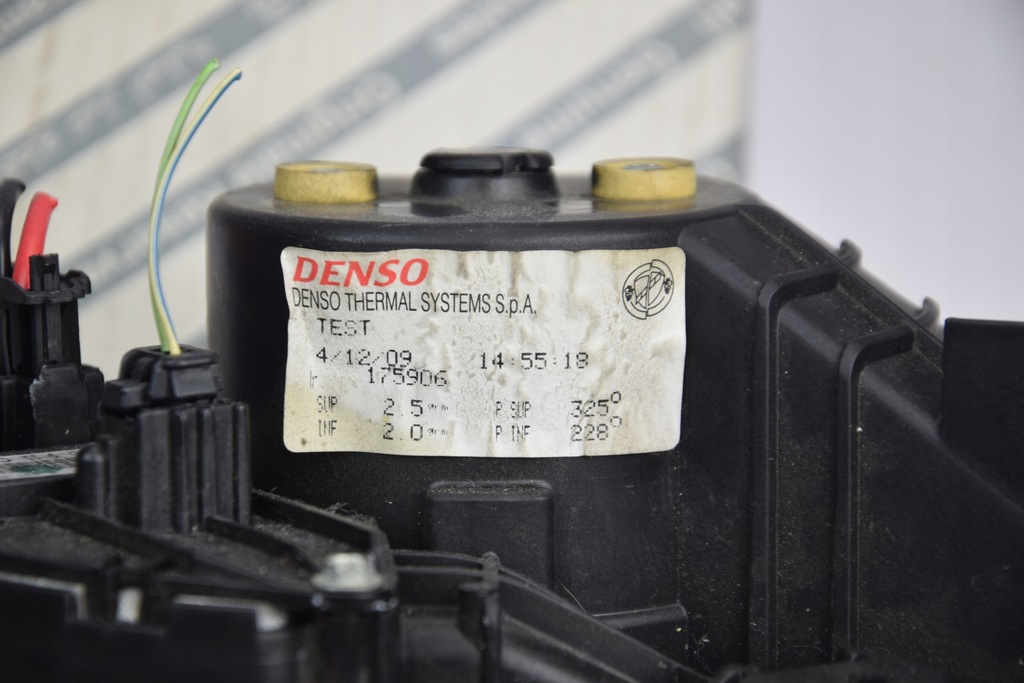 DENSO
DENSO THERMAL SYSTEMS S.p.A.
TEST
4/12/09 14:55:18
175906
SUP 2.5 P SUP 325°
INF 2.0 P INF 228°